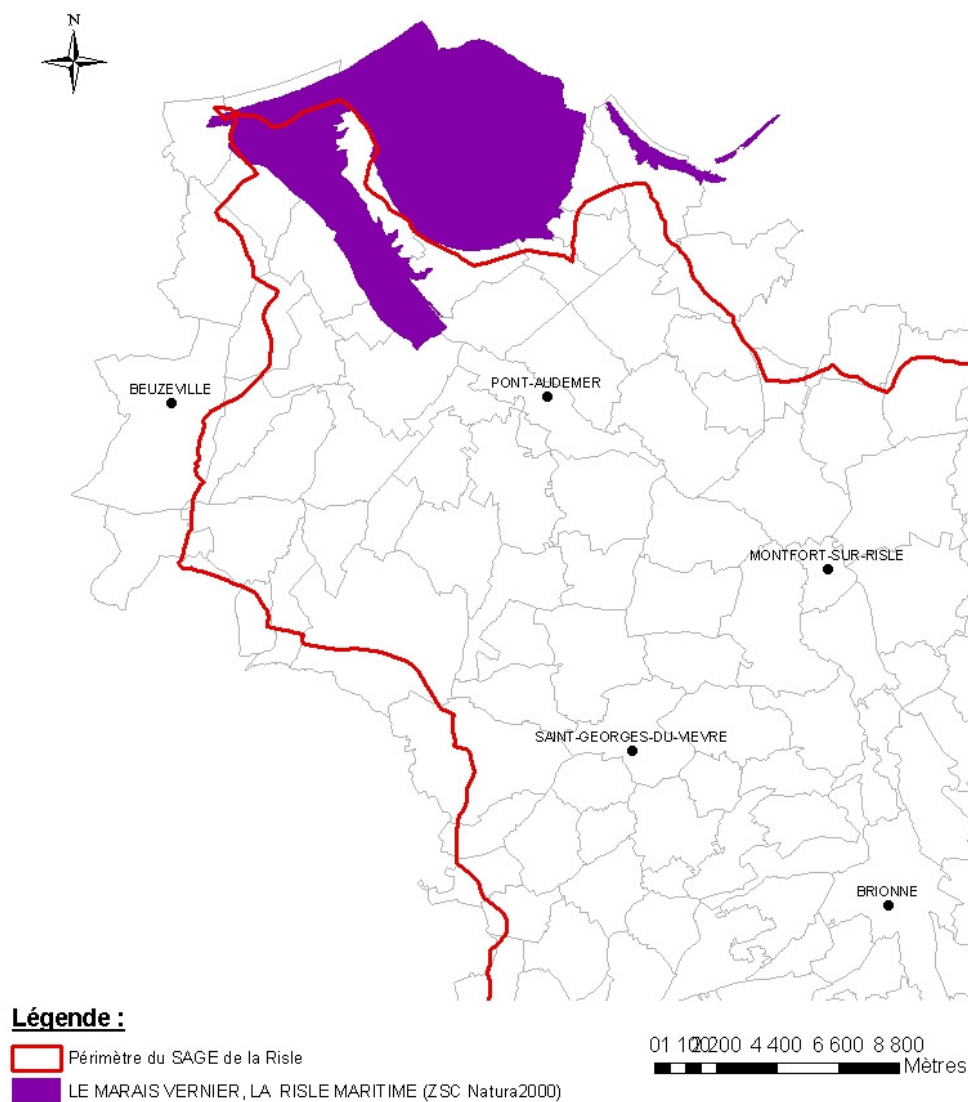 N
BEUZEVILLE
PONT-AUDEMER
MONTFORT-SUR-RISLE
SAINT-GEORGES-DU-VIEVRE
BRIONNE
Légende :
Périmètre du SAGE de la Risle
LE MARAIS VERNIER, LA RISLE MARITIME (ZSC Natura2000)
4 400 6 600 8 800
Mètres